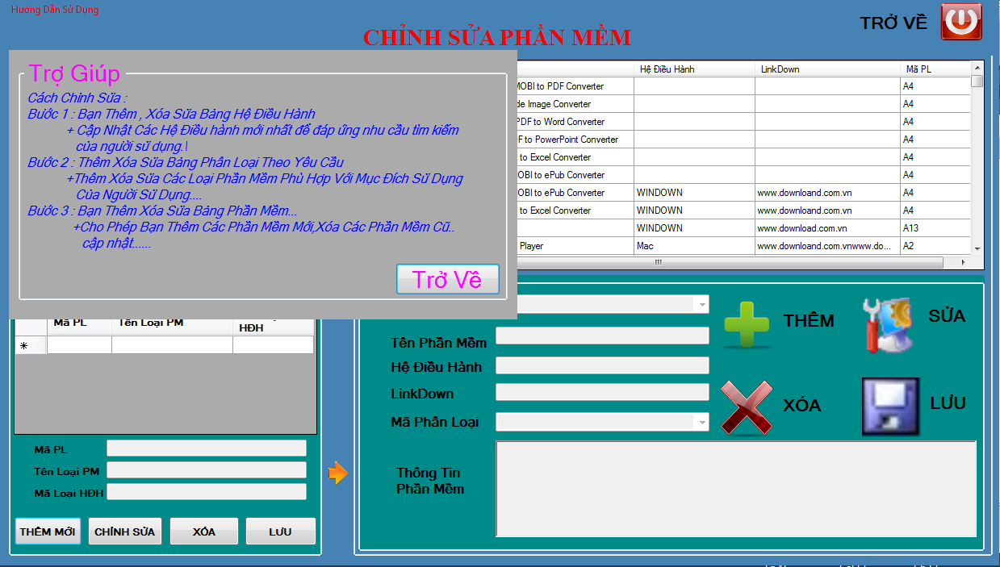 Hướng Dẫn Sử Dụng
TRỞ VỀ
CHỈNH SỬA PHẦN MỀM
Trợ Giúp
Cách Chỉnh Sửa :
Bước 1 : Bạn Thêm , Xóa Sửa Bảng Hệ Điều Hành
+ Cập Nhật Các Hệ Điều hành mới nhất để đáp ứng nhu cầu tìm kiếm
của người sử dụng.\
Bước 2 : Thêm Xóa Sửa Bảng Phân Loại Theo Yêu Cầu
+Thêm Xóa Sửa Các Loại Phần Mềm Phù Hợp Với Mục Đích Sử Dụng
Của Người Sử Dụng....
Bước 3 : Bạn Thêm Xóa Sửa Bảng Phần Mềm...
+Cho Phép Bạn Thêm Các Phần Mềm Mới,Xóa Các Phần Mềm Cũ..
cập nhật......
Trở Về
Hệ Điều Hành LinkDown Mã PL
MOBI to PDF Converter A4
de Image Converter A4
PDF to Word Converter A4
F to PowerPoint Converter A4
to Excel Converter A4
OBI to ePub Converter A4
OBI to ePub Converter WINDOWN www.downloand.com.vn A4
to Excel Converter WINDOWN www.downloand.com.vn A4
WINDOWN www.download.com.vn A13
Player Mac www.downloand.com.vnwww.do... A2
Mã PL Tên Loại PM HĐH
*
Mã PL
Tên Loại PM
Mã Loại HĐH
THÊM MỚI CHỈNH SỬA XÓA LƯU
Tên Phần Mềm
Hệ Điều Hành
LinkDown
Mã Phân Loại
Thông Tin
Phần Mềm
THÊM SỬA
XÓA LƯU